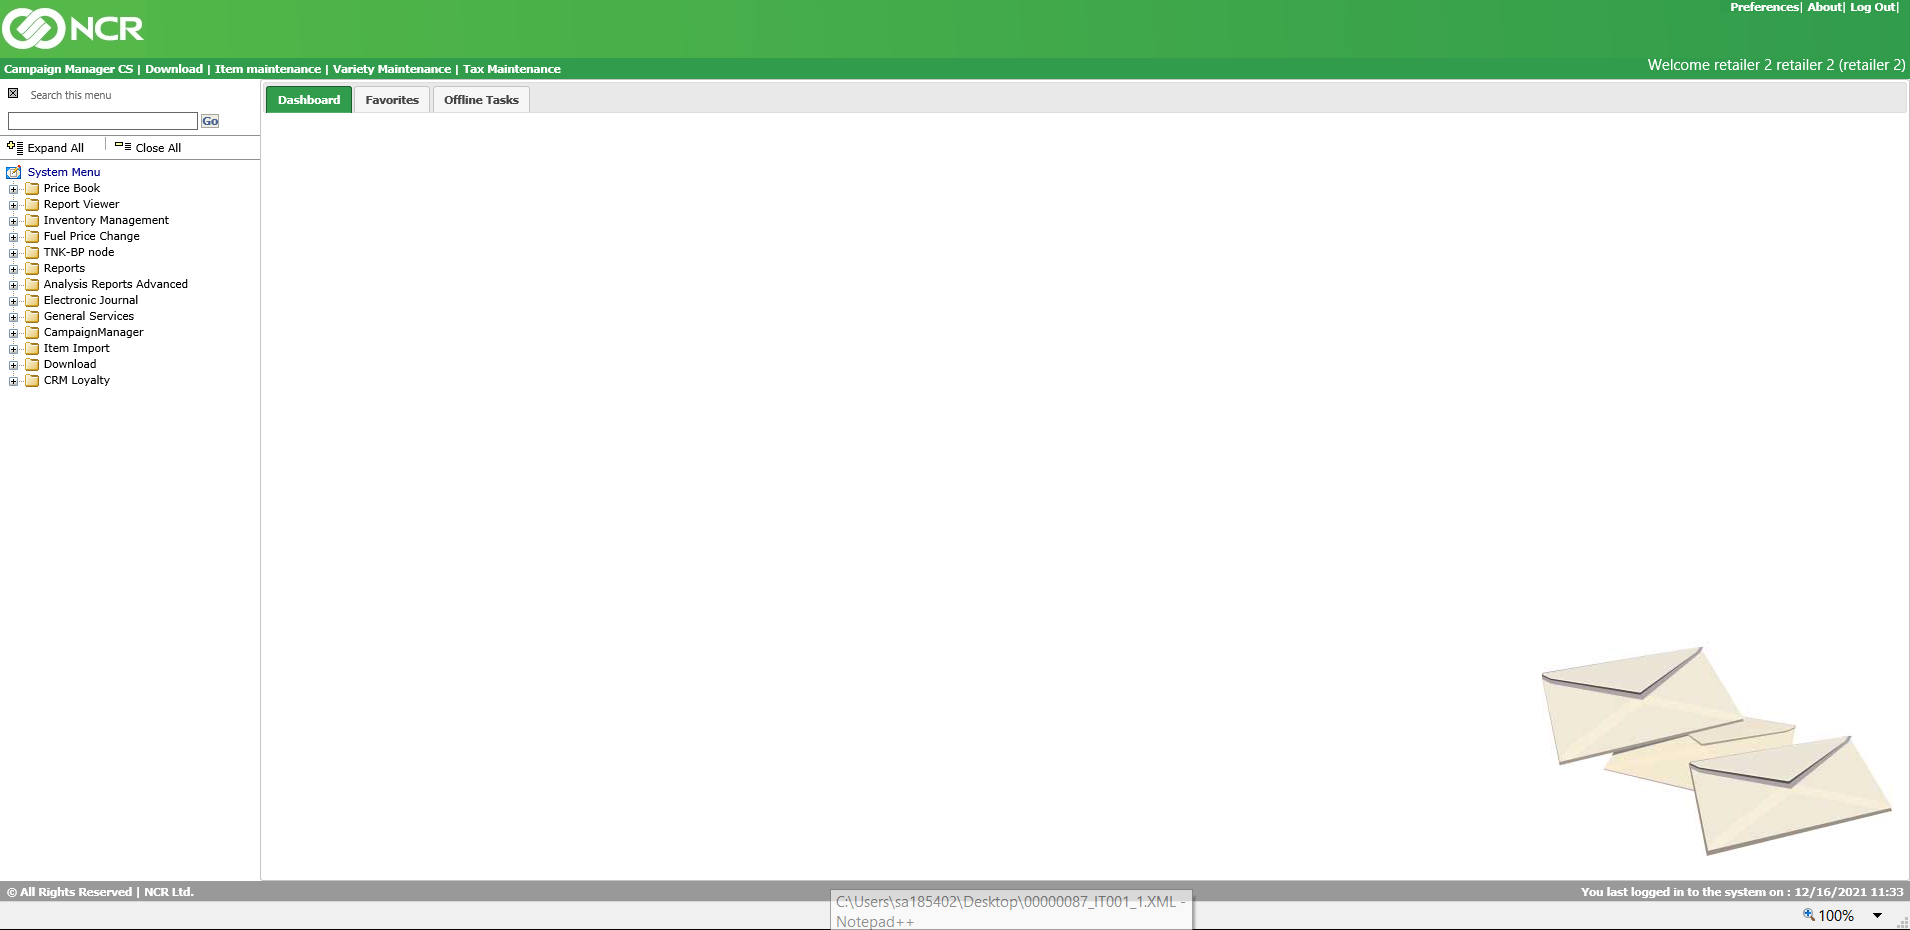 NCR
Preferences| About| Log Out|
Campaign Manager CS | Download | Item maintenance | Variety Maintenance | Tax Maintenance
Welcome retailer 2 retailer 2 (retailer 2)
Search this menu
Go
Expand All
Close All
Dashboard
Favorites
Offline Tasks
System Menu
Price Book
Report Viewer
Inventory Management
Fuel Price Change
TNK-BP node
Reports
Analysis Reports Advanced
Electronic Journal
General Services
CampaignManager
Item Import
Download
CRM Loyalty
© All Rights Reserved | NCR Ltd.
You last logged in to the system on : 12/16/2021 11:33
C:\Users\sa185402\Desktop\00000087_IT001_1.XML -
Notepad++
100%